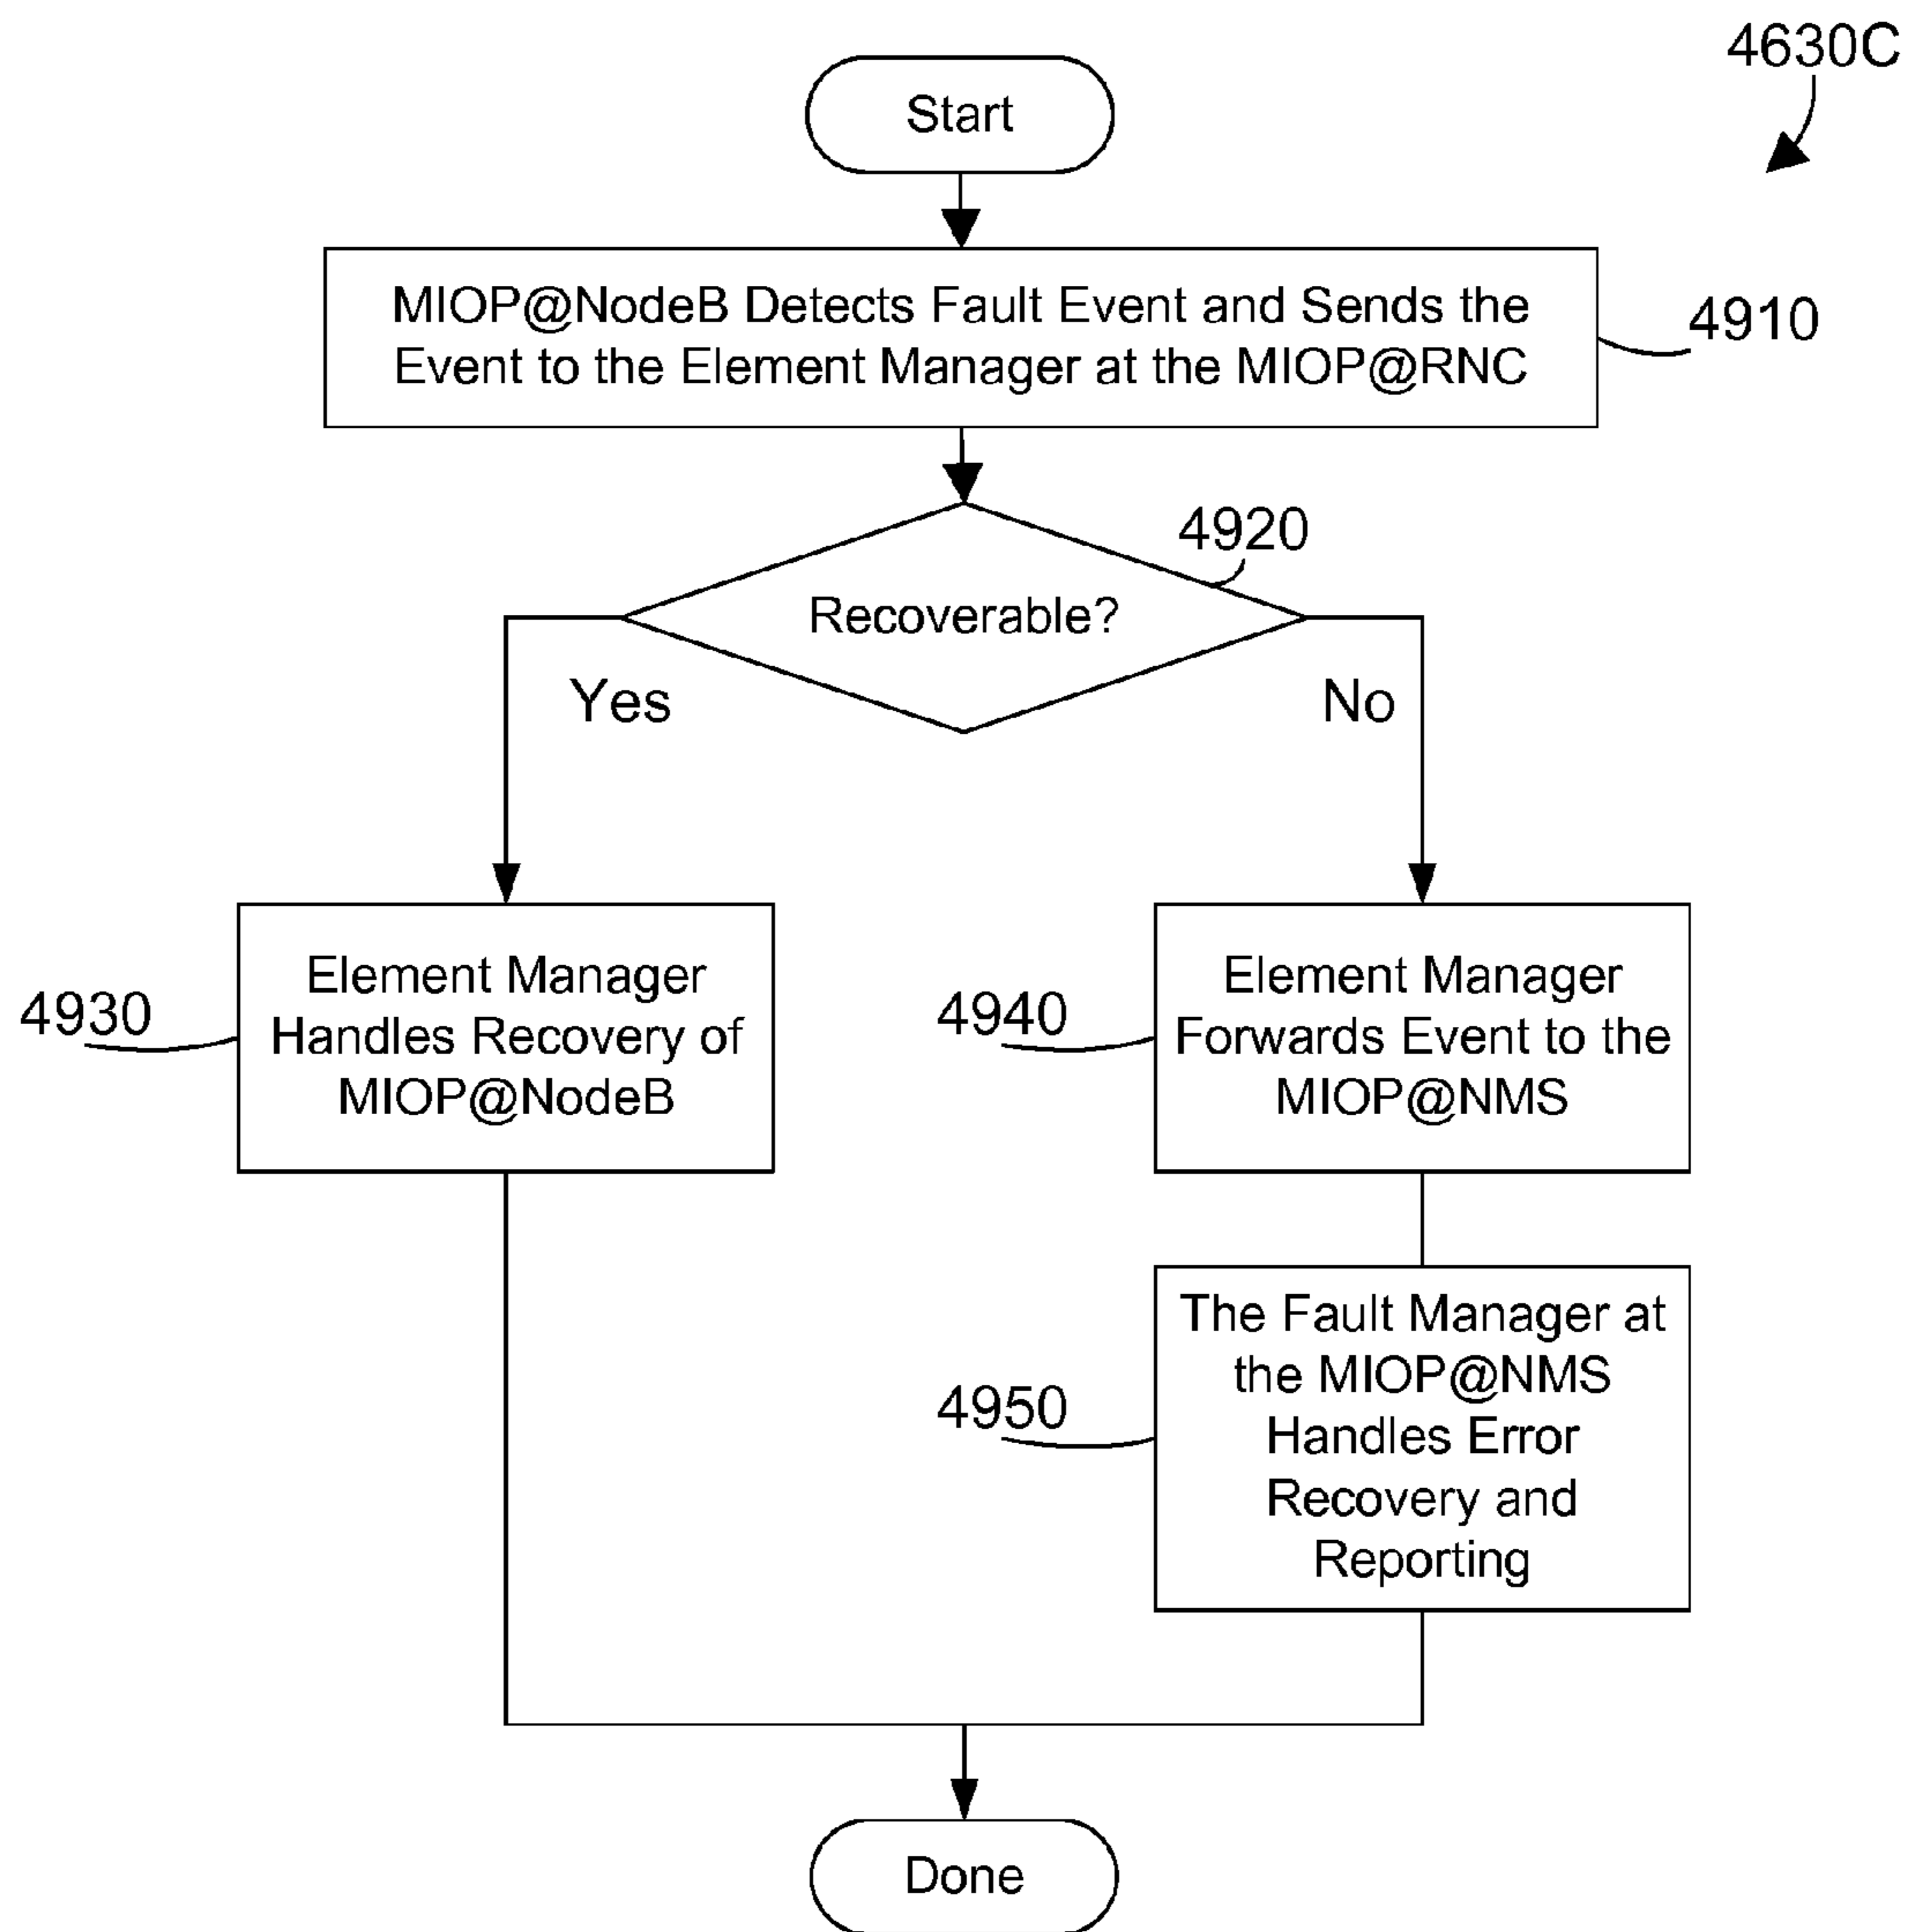 4630C
Start
MIOP@NodeB Detects Fault Event and Sends the
Event to the Element Manager at the MIOP@RNC
4910
4920
Recoverable?
Yes
No
4930
Element Manager
Handles Recovery of
MIOP@NodeB
4940
Element Manager
Forwards Event to the
MIOP@NMS
4950
The Fault Manager at
the MIOP@NMS
Handles Error
Recovery and
Reporting
Done